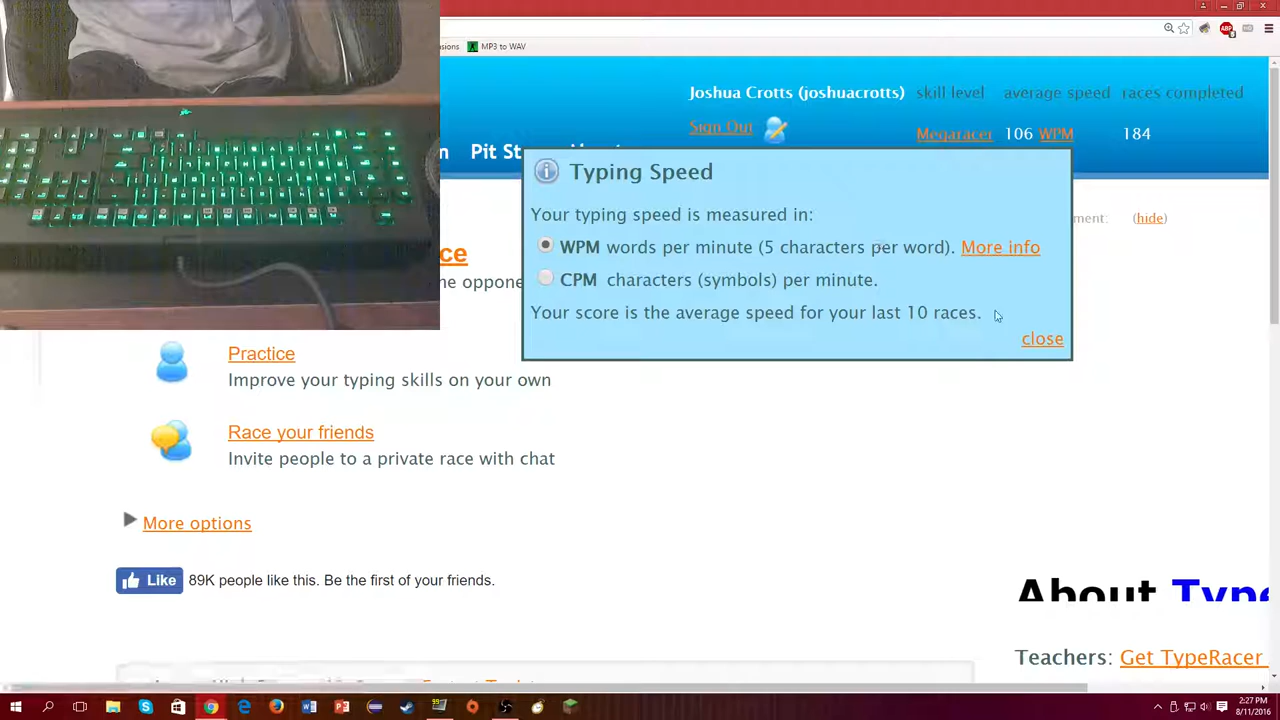 MP3 to WAV
Joshua Crotts (joshuacrotts) skill level average speed races completed
Sign Out Megaracer 106 WPM 184
Pit St
Typing Speed
Your typing speed is measured in:
ment: (hide)
WPM words per minute (5 characters per word). More info
ce
CPM characters (symbols) per minute.
he oppone
Your score is the average speed for your last 10 races.
close
Practice
Improve your typing skills on your own
Race your friends
Invite people to a private race with chat
More options
Like 89K people like this. Be the first of your friends.
About Type
Teachers: Get TypeRacer
2:27 PM
8/11/2016